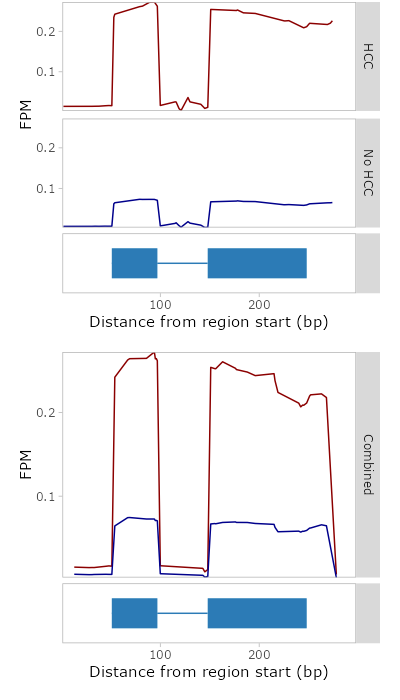 0.2
0.1
HCC
FPM
0.2
0.1
No HCC
100 200
Distance from region start (bp)
0.2
0.1
FPM
Combined
100 200
Distance from region start (bp)